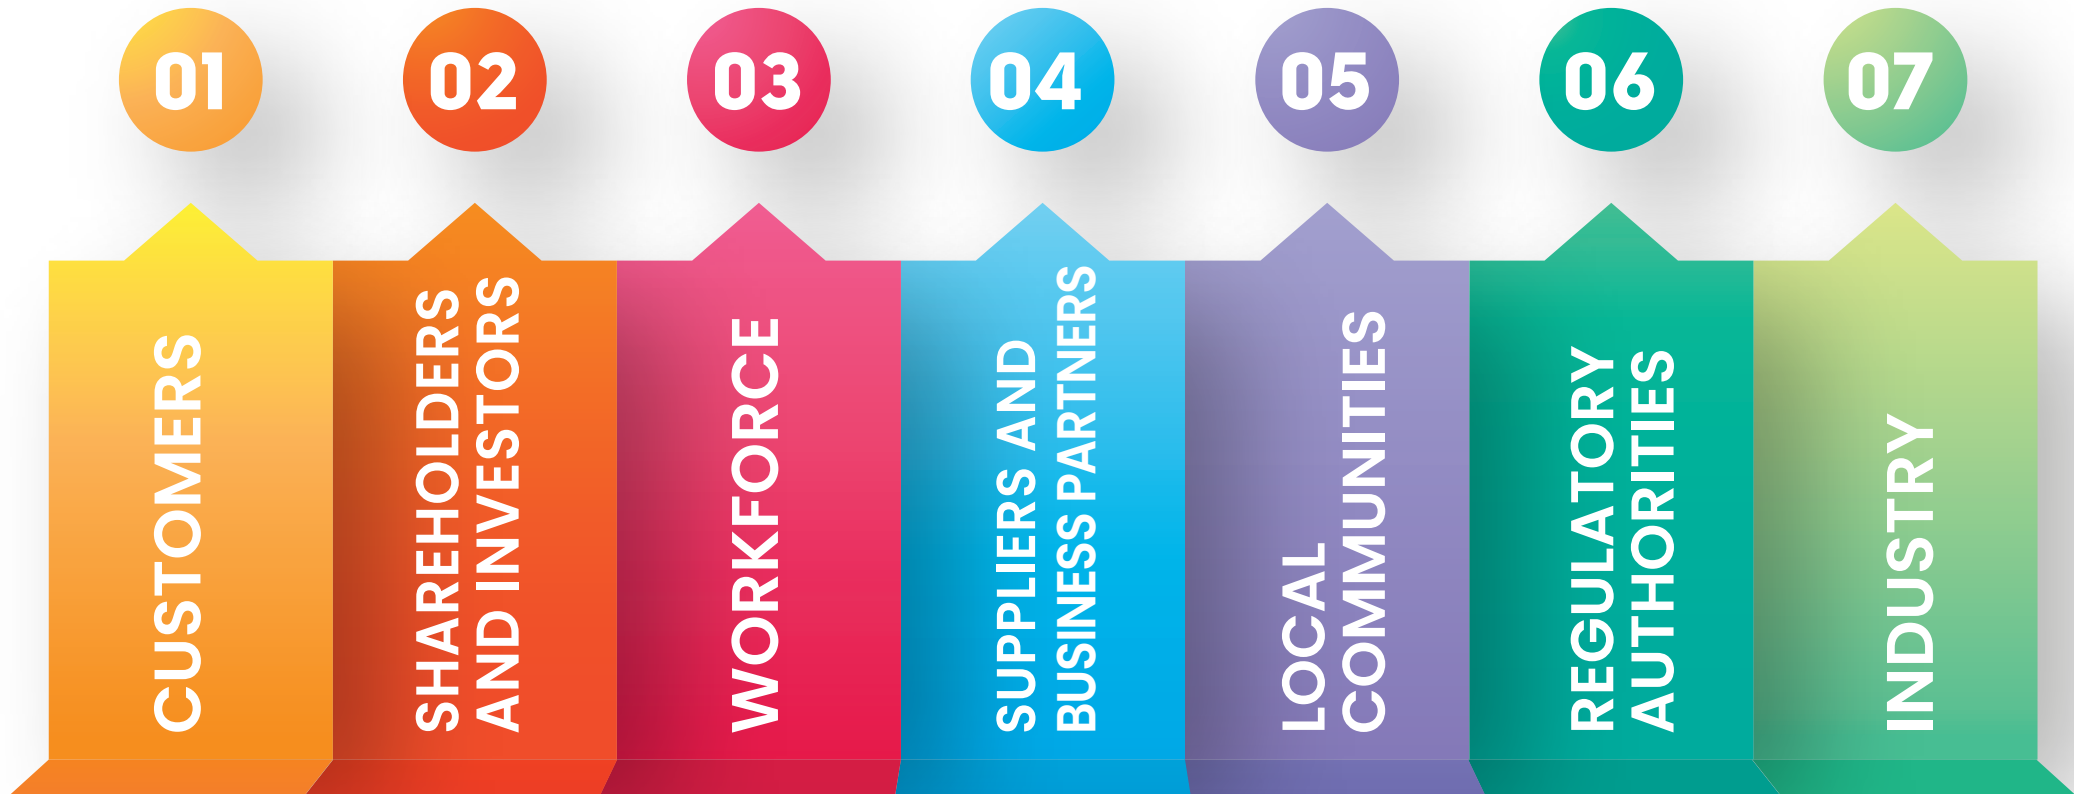 01
CUSTOMERS
02
SHAREHOLDERS
AND INVESTORS
03
WORKFORCE
04
SUPPLIERS AND
BUSINESS PARTNERS
05
LOCAL
COMMUNITIES
06
REGULATORY
AUTHORITIES
07
INDUSTRY